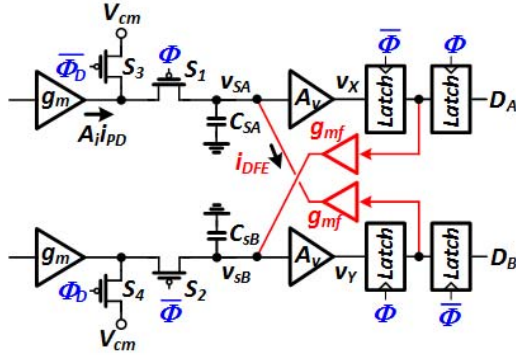 V_cm
Φ̅_D
S_3
Φ
S_1
g_m
A_i i_PD
v_SA
C_SA
A_v
v_X
Φ̅
Latch
Φ
Latch
D_A
g_mf
i_DFE
g_mf
C_sB
g_m
Φ_D
S_4
V_cm
S_2
Φ̅
v_sB
A_v
v_Y
Latch
Φ
Latch
Φ̅
D_B